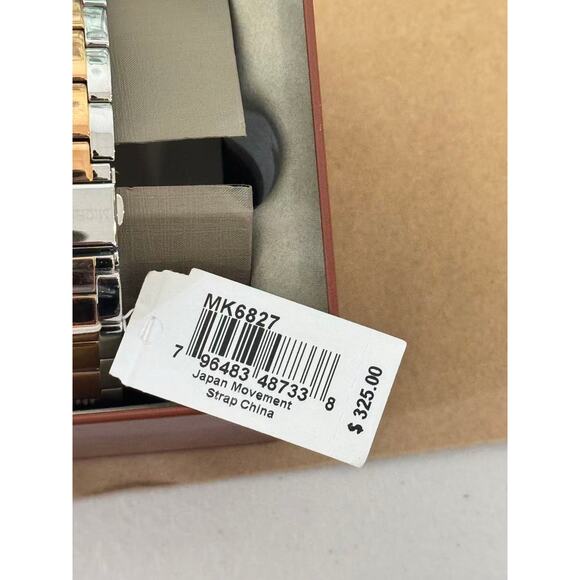 MK6827
7 96483 48733 8
Japan Movement
Strap China
$ 325.00